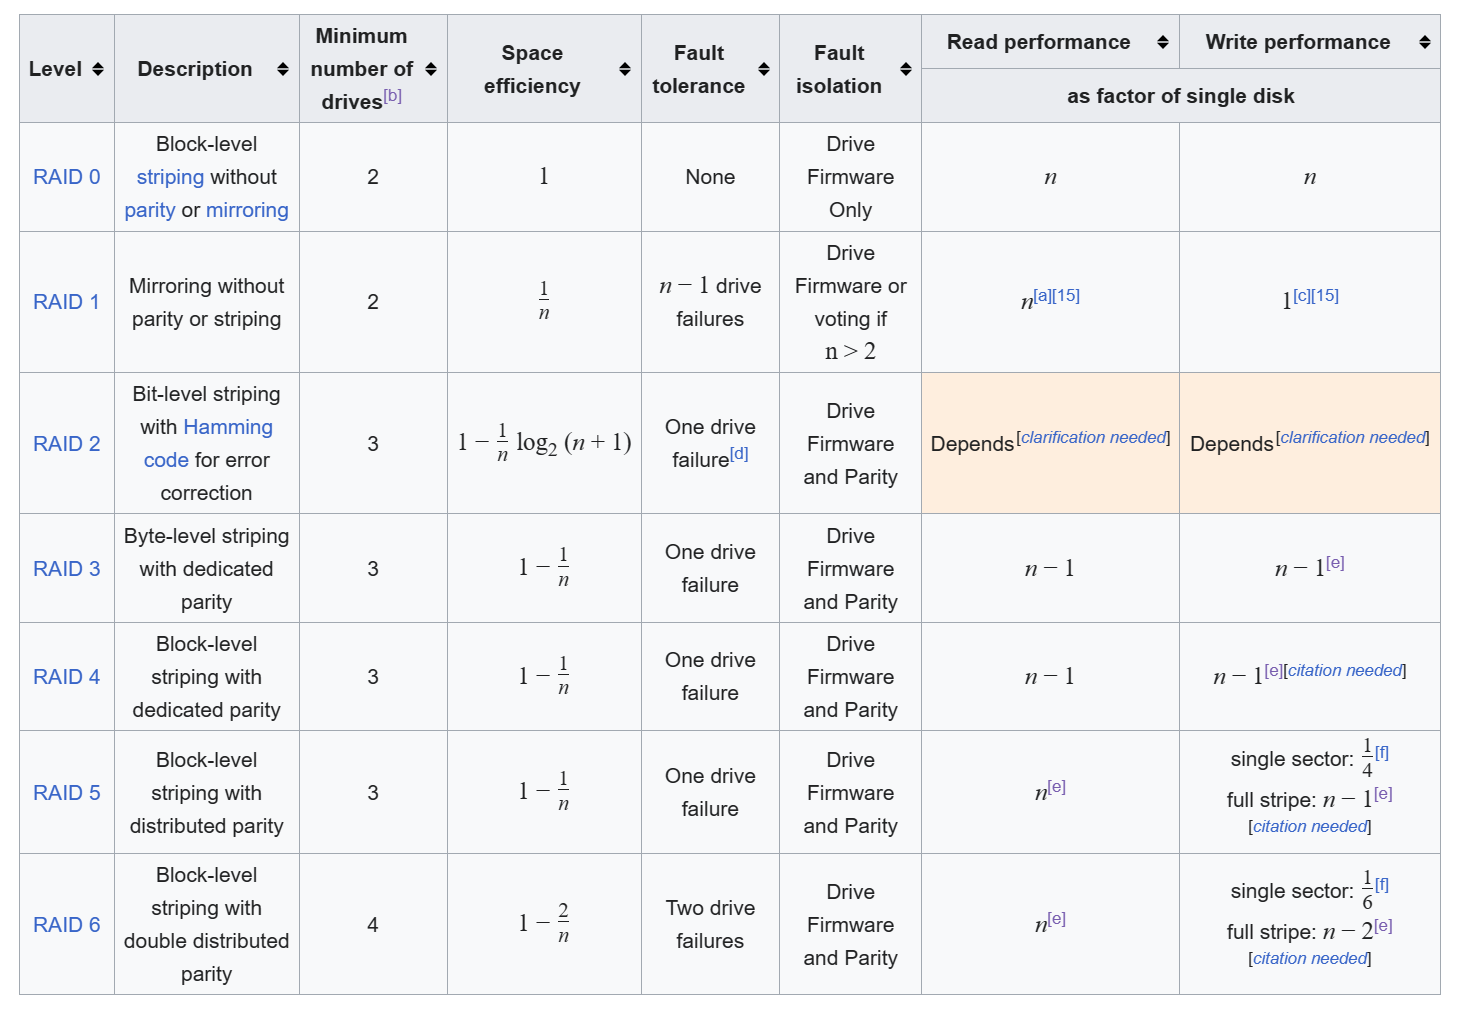 Level
Description
Minimum
number of
drives[b]
Space
efficiency
Fault
tolerance
Fault
isolation
Read performance
Write performance
as factor of single disk
RAID 0
Block-level
striping without
parity or mirroring
2
1
None
Drive
Firmware
Only
n
n
RAID 1
Mirroring without
parity or striping
2
1/n
n − 1 drive
failures
Drive
Firmware or
voting if
n > 2
n[a][15]
1[c][15]
RAID 2
Bit-level striping
with Hamming
code for error
correction
3
1 − 1/n log₂ (n + 1)
One drive
failure[d]
Drive
Firmware
and Parity
Depends[clarification needed]
Depends[clarification needed]
RAID 3
Byte-level striping
with dedicated
parity
3
1 − 1/n
One drive
failure
Drive
Firmware
and Parity
n − 1
n − 1[e]
RAID 4
Block-level
striping with
dedicated parity
3
1 − 1/n
One drive
failure
Drive
Firmware
and Parity
n − 1
n − 1[e][citation needed]
RAID 5
Block-level
striping with
distributed parity
3
1 − 1/n
One drive
failure
Drive
Firmware
and Parity
n[e]
single sector: 1/4[f]
full stripe: n − 1[e]
[citation needed]
RAID 6
Block-level
striping with
double distributed
parity
4
1 − 2/n
Two drive
failures
Drive
Firmware
and Parity
n[e]
single sector: 1/6[f]
full stripe: n − 2[e]
[citation needed]